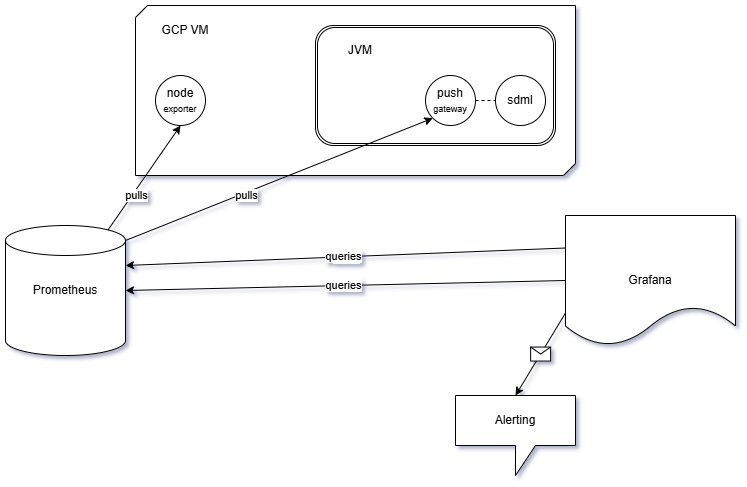 GCP VM
JVM
node
exporter
push
gateway
sdml
pulls
pulls
Prometheus
queries
queries
Grafana
Alerting